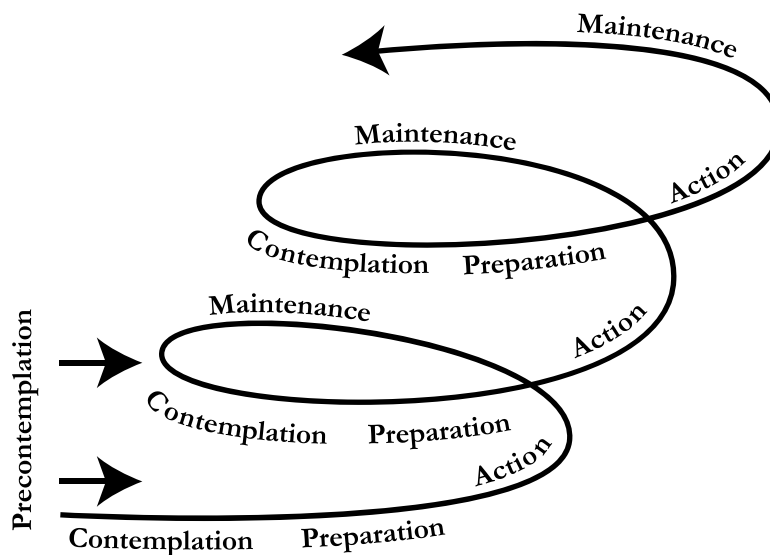 Maintenance
Maintenance
Action
Contemplation Preparation
Maintenance
Action
Precontemplation
Contemplation Preparation
Action
Contemplation Preparation